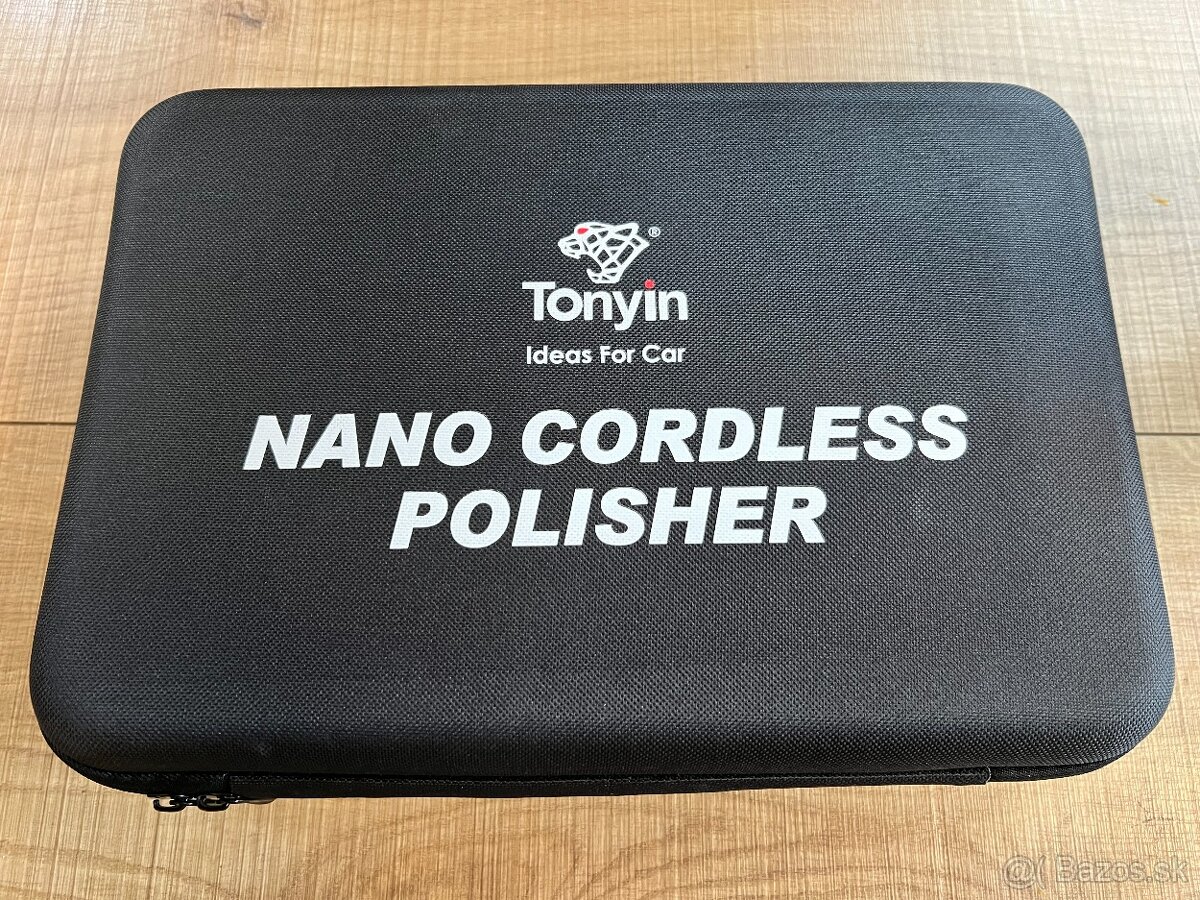 ®
Tonyin
Ideas For Car
NANO CORDLESS
POLISHER
@( Bazos.sk